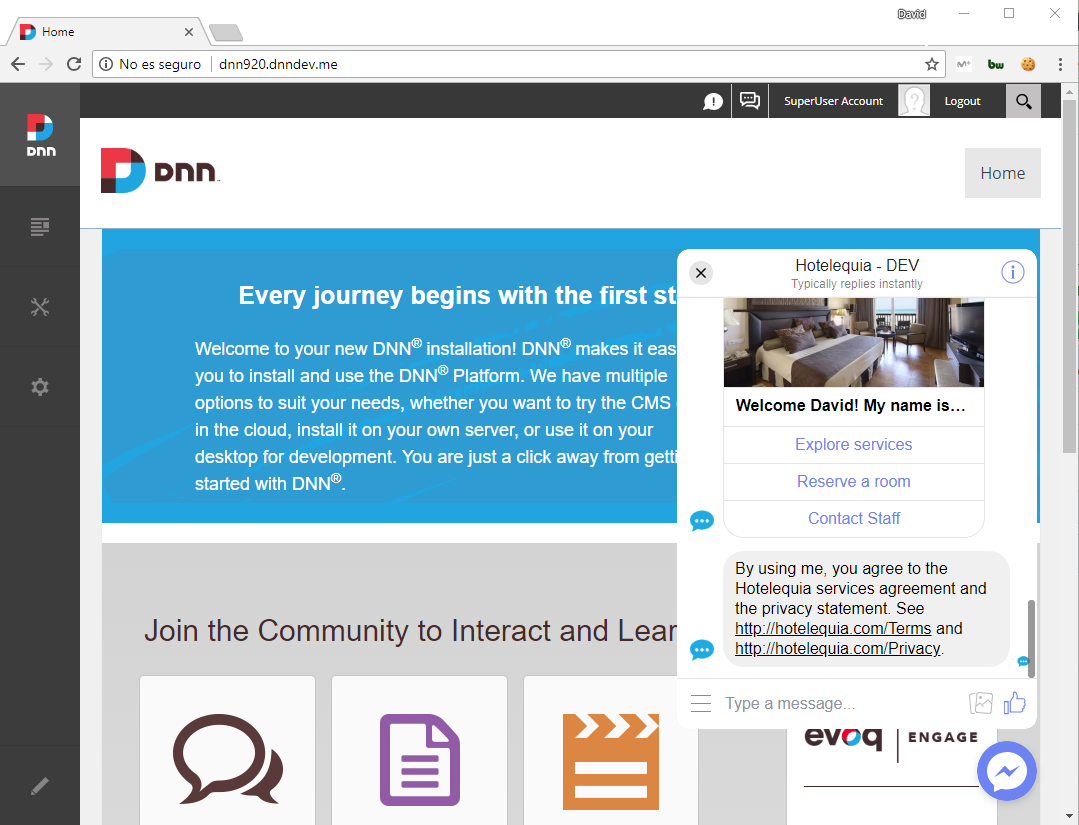 David
Home
No es seguro
dnn920.dnndev.me
bw
SuperUser Account
Logout
DNN
DNN
Home
Every journey begins with the first st
Welcome to your new DNN® installation! DNN® makes it eas
you to install and use the DNN® Platform. We have multiple
options to suit your needs, whether you want to try the CMS
in the cloud, install it on your own server, or use it on your
desktop for development. You are just a click away from getti
started with DNN®.
Hotelequia - DEV
Typically replies instantly
Welcome David! My name is...
Explore services
Reserve a room
Contact Staff
By using me, you agree to the
Hotelequia services agreement and
the privacy statement. See
http://hotelequia.com/Terms and
http://hotelequia.com/Privacy.
Type a message...
Join the Community to Interact and Lear
evoq ENGAGE